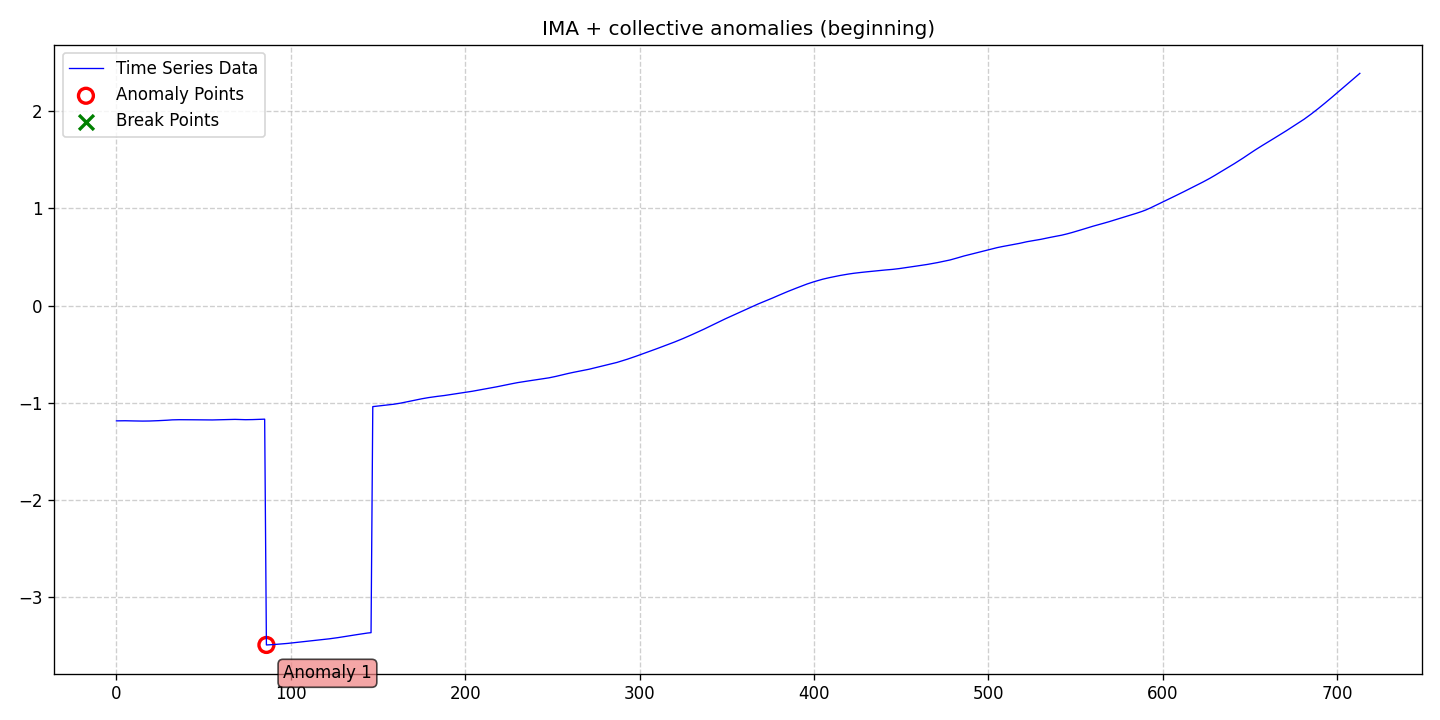 IMA + collective anomalies (beginning)
Time Series Data
Anomaly Points
Break Points
2
1
0
−1
−2
−3
Anomaly 1
0 100 200 300 400 500 600 700